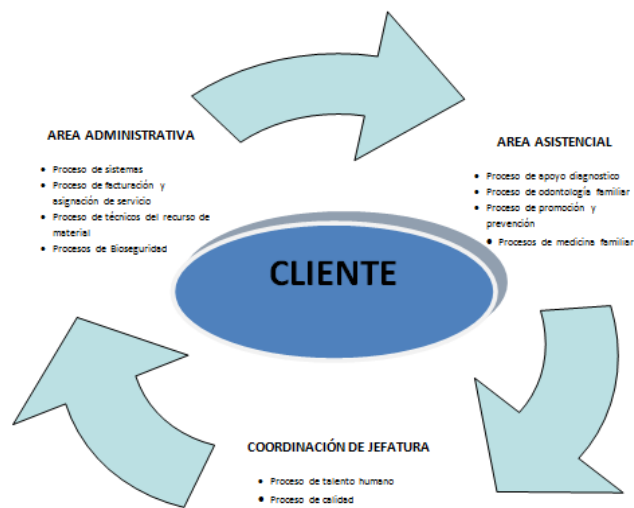 AREA ADMINISTRATIVA
• Proceso de sistemas
• Proceso de facturación y
asignación de servicio
• Proceso de técnicos del recurso de
material
• Procesos de Bioseguridad
AREA ASISTENCIAL
• Proceso de apoyo diagnostico
• Proceso de odontología familiar
• Proceso de promoción y
prevención
• Procesos de medicina familiar
CLIENTE
COORDINACIÓN DE JEFATURA
• Proceso de talento humano
• Proceso de calidad